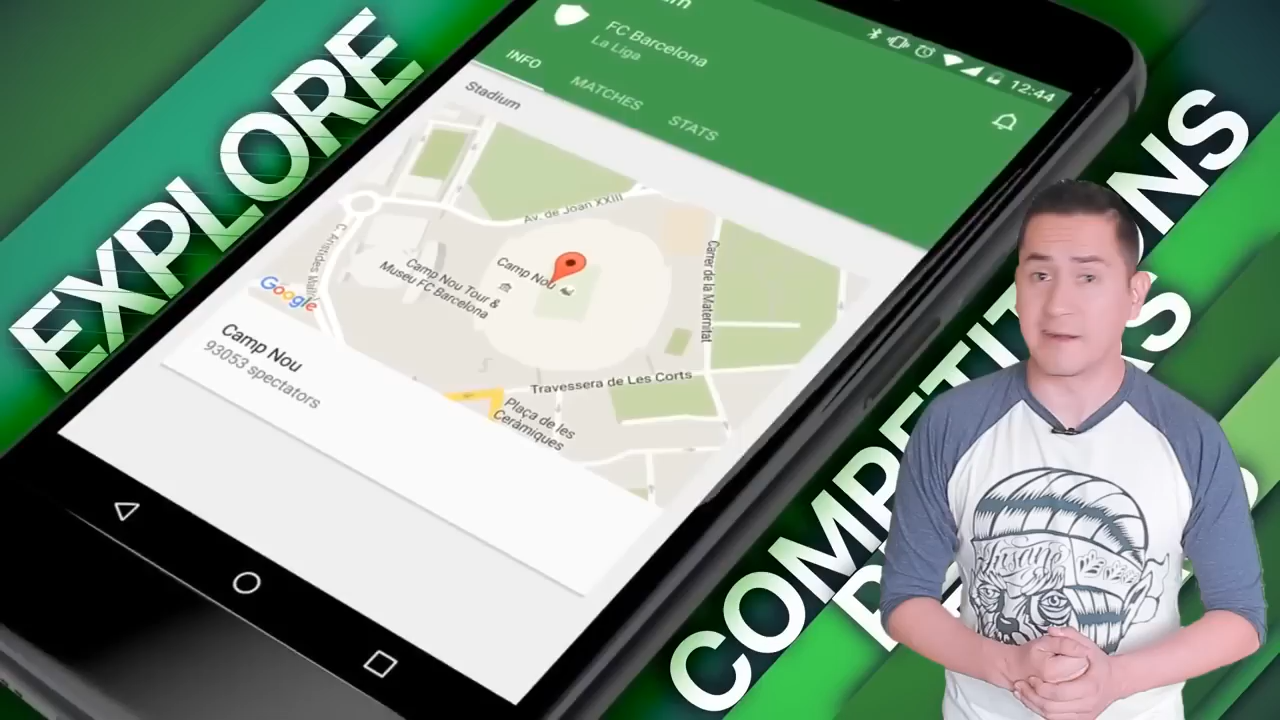 EXPLORE
FC Barcelona
La Liga
12:44
INFO
MATCHES
STATS
Stadium
Av. de Joan XXIII
Carrer de la Maternitat
Camp Nou
Camp Nou Tour &
Museu FC Barcelona
Google
Travessera de Les Corts
Plaça de les
Ceràmiques
Camp Nou
93053 spectators
Insane